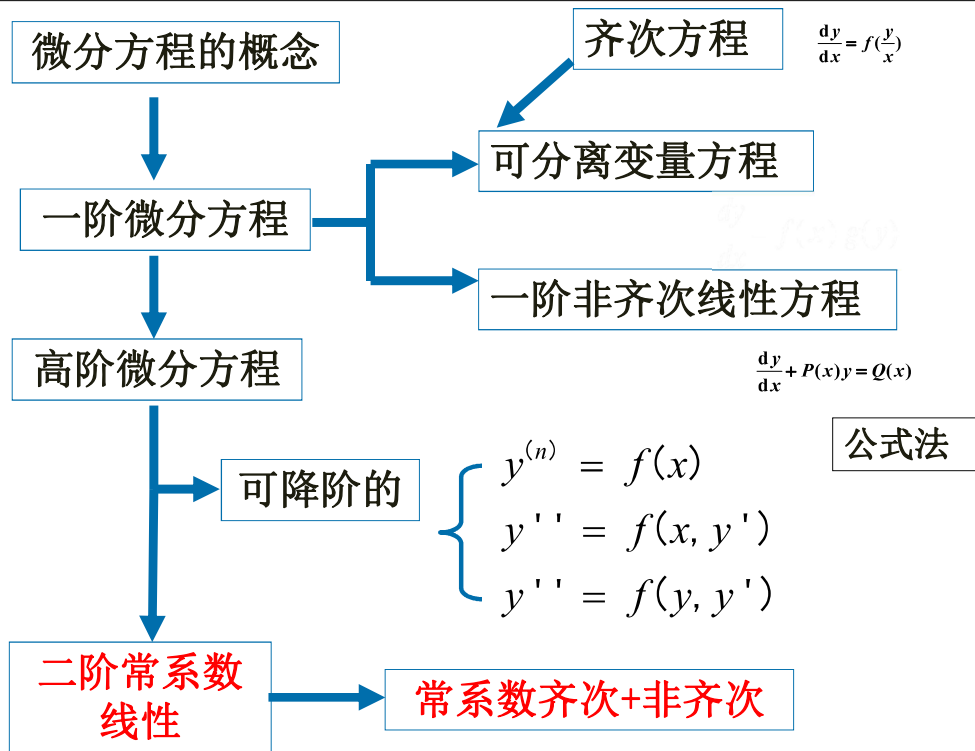 微分方程的概念
齐次方程
dy/dx = f(y/x)
可分离变量方程
一阶微分方程
一阶非齐次线性方程
高阶微分方程
dy/dx + P(x)y = Q(x)
公式法
可降阶的
y⁽ⁿ⁾ = f(x)
y'' = f(x, y')
y'' = f(y, y')
二阶常系数
线性
常系数齐次+非齐次